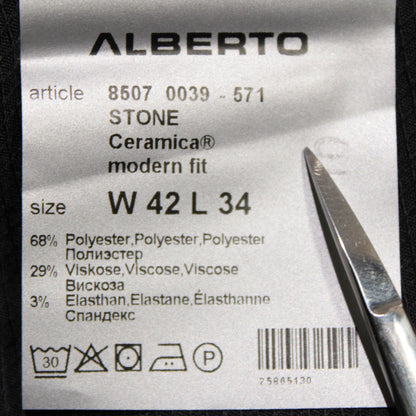 ALBERTO
article 8507 0039 - 571
STONE
Ceramica®
modern fit
size W 42 L 34
68% Polyester,Polyester,Polyester
Полиэстер
29% Viskose,Viscose,Viscose
Вискоза
3% Elasthan,Elastane,Élasthanne
Спандекс
30 P
25865130